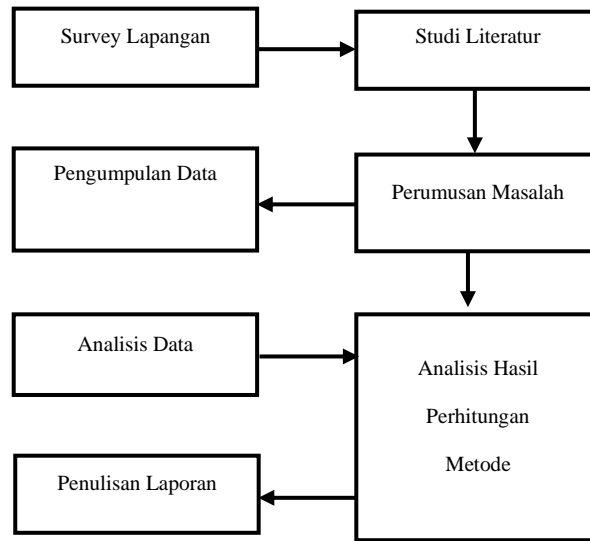 Survey Lapangan
Studi Literatur
Pengumpulan Data
Perumusan Masalah
Analisis Data
Analisis Hasil
Perhitungan
Metode
Penulisan Laporan